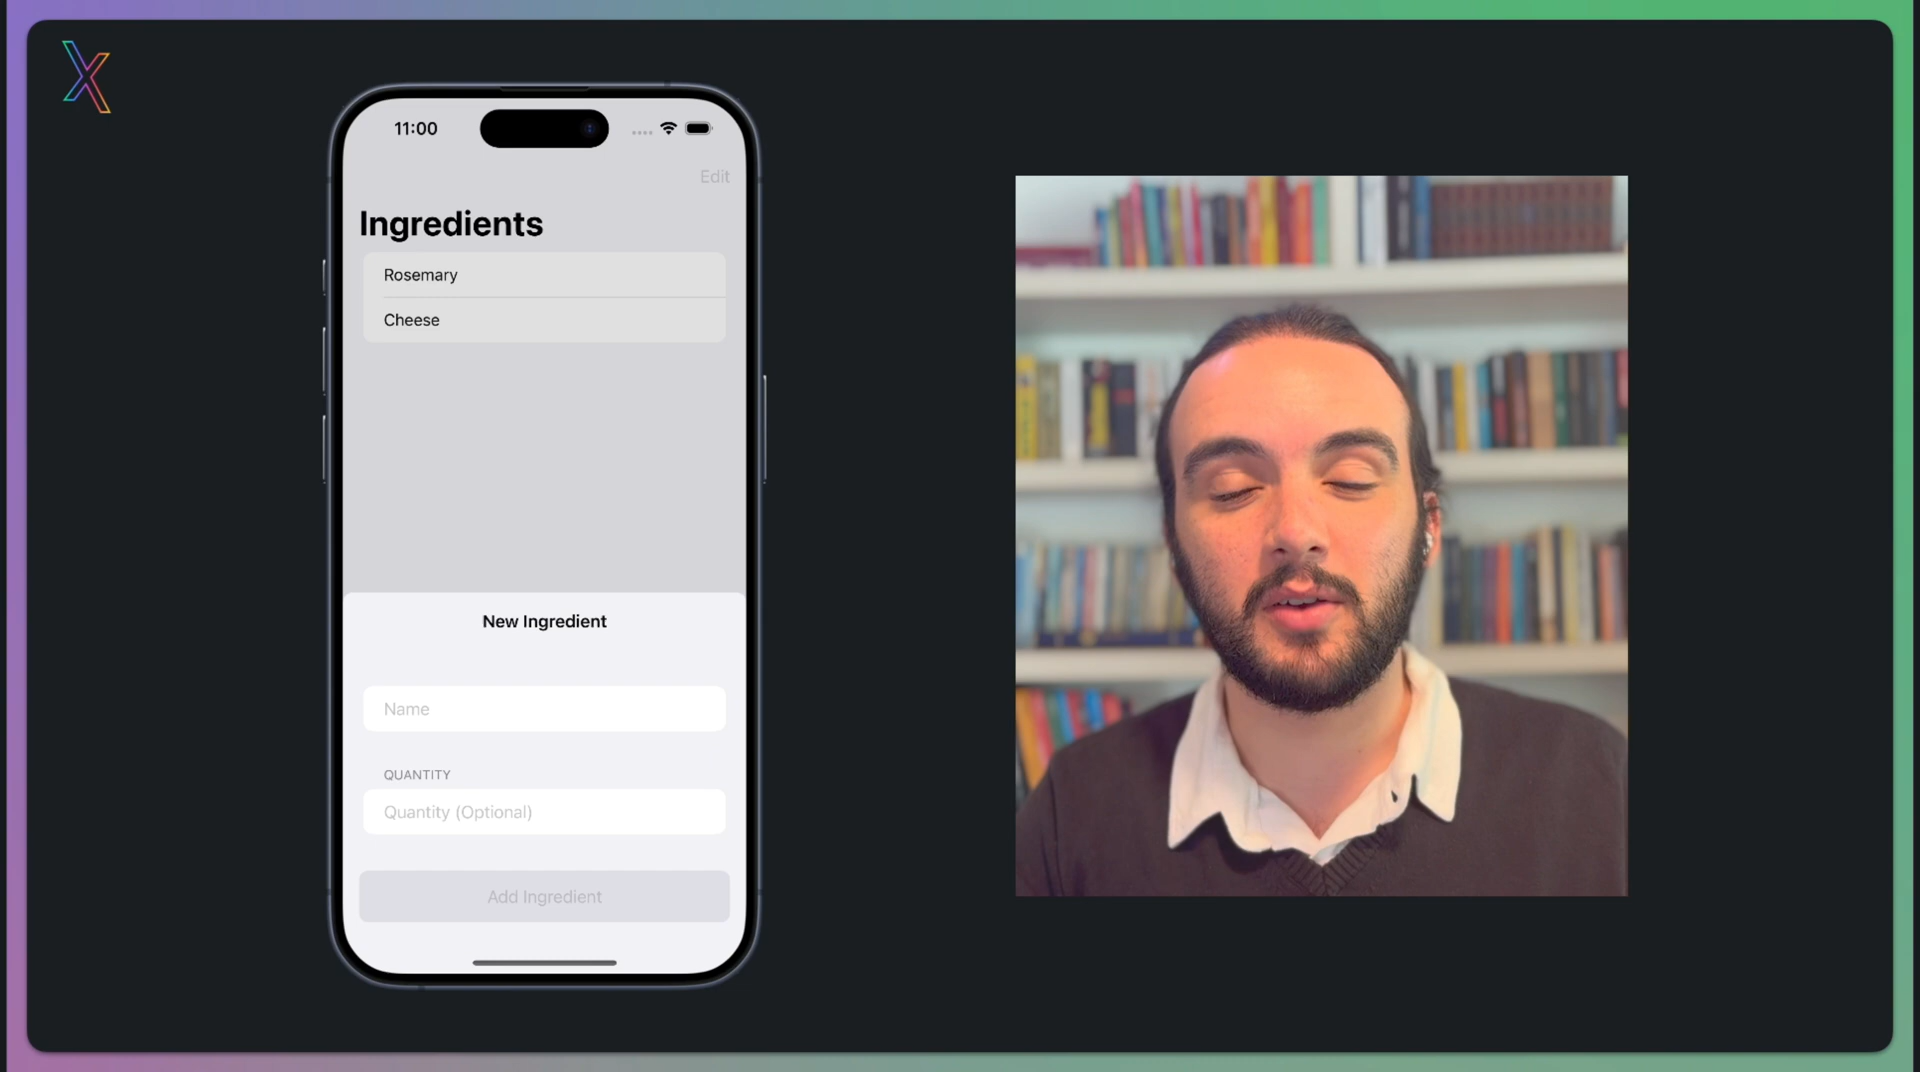 11:00
Edit
Ingredients
Rosemary
Cheese
New Ingredient
Name
QUANTITY
Quantity (Optional)
Add Ingredient